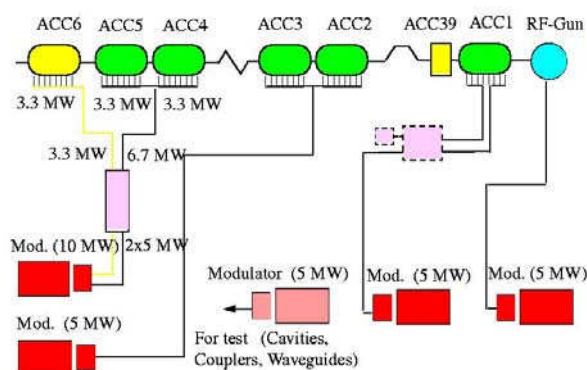 ACC6 ACC5 ACC4 ACC3 ACC2 ACC39 ACC1 RF-Gun
3.3 MW 3.3 MW 3.3 MW
3.3 MW 6.7 MW
Mod. (10 MW) 2x5 MW
Modulator (5 MW) Mod. (5 MW) Mod. (5 MW)
Mod. (5 MW)
For test (Cavities,
Couplers, Waveguides)